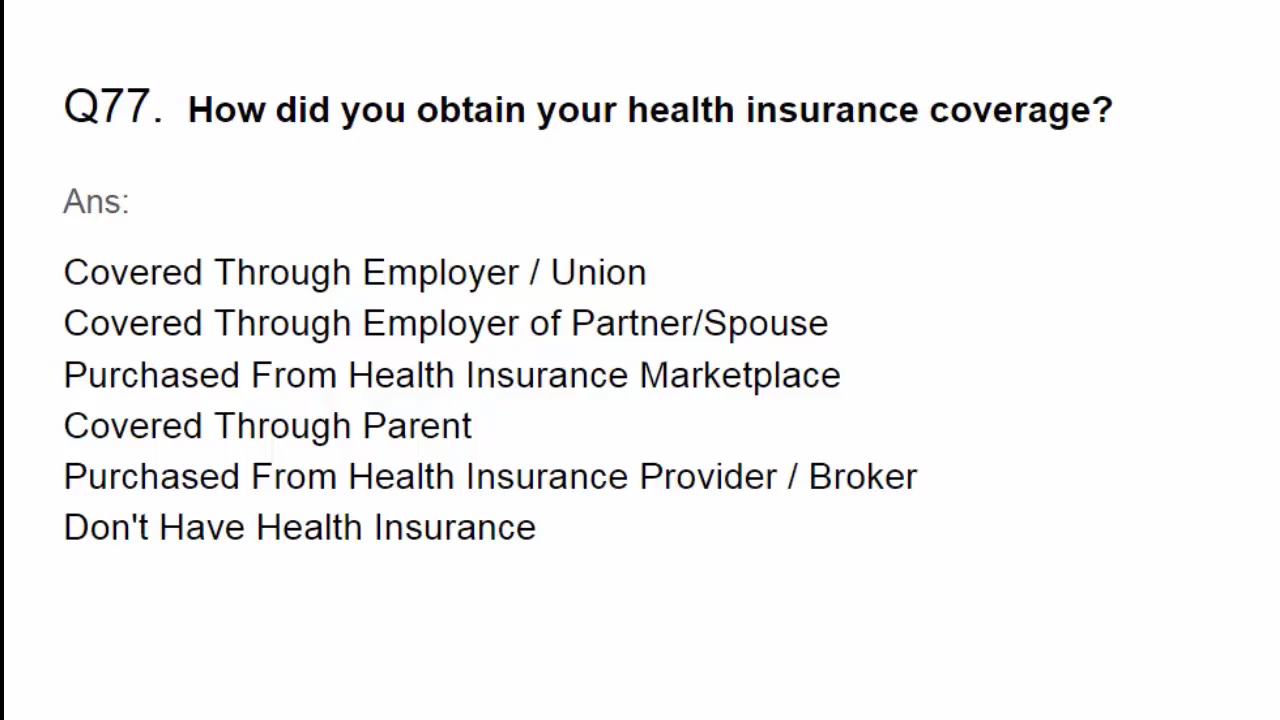 Q77. How did you obtain your health insurance coverage?
Ans:
Covered Through Employer / Union
Covered Through Employer of Partner/Spouse
Purchased From Health Insurance Marketplace
Covered Through Parent
Purchased From Health Insurance Provider / Broker
Don't Have Health Insurance